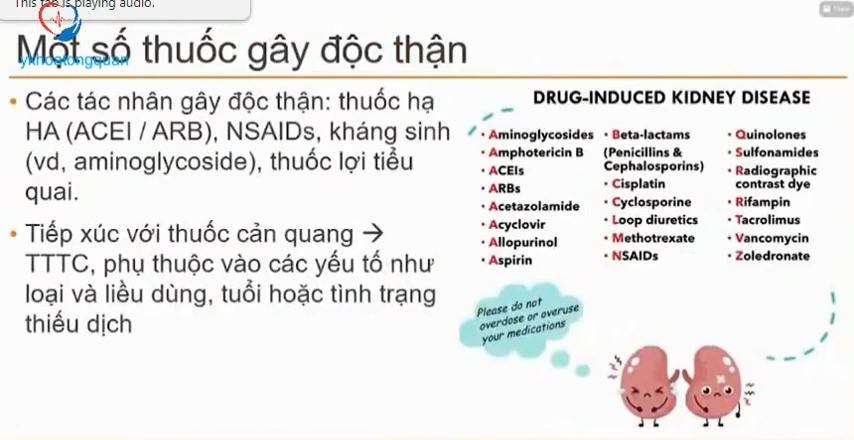 This tab is playing audio.
Một số thuốc gây độc thận
ykhoatongquan
• Các tác nhân gây độc thận: thuốc hạ
HA (ACEI / ARB), NSAIDs, kháng sinh
(vd, aminoglycoside), thuốc lợi tiểu
quai.
• Tiếp xúc với thuốc cản quang →
TTTC, phụ thuộc vào các yếu tố như
loại và liều dùng, tuổi hoặc tình trạng
thiếu dịch
DRUG-INDUCED KIDNEY DISEASE
• Aminoglycosides
• Amphotericin B
• ACEIs
• ARBs
• Acetazolamide
• Acyclovir
• Allopurinol
• Aspirin
• Beta-lactams
(Penicillins &
Cephalosporins)
• Cisplatin
• Cyclosporine
• Loop diuretics
• Methotrexate
• NSAIDs
• Quinolones
• Sulfonamides
• Radiographic
contrast dye
• Rifampin
• Tacrolimus
• Vancomycin
• Zoledronate
Please do not
overdose or overuse
your medications